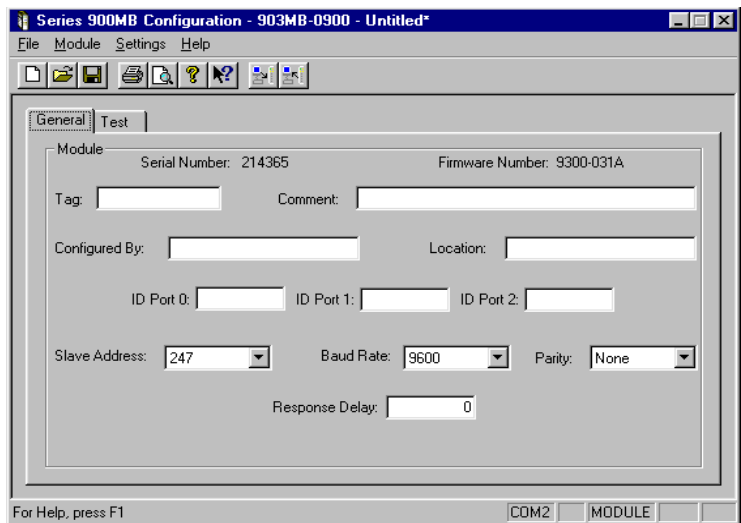 Series 900MB Configuration - 903MB-0900 - Untitled*
File Module Settings Help
General Test
Module
Serial Number: 214365 Firmware Number: 9300-031A
Tag: Comment:
Configured By: Location:
ID Port 0: ID Port 1: ID Port 2:
Slave Address: 247 Baud Rate: 9600 Parity: None
Response Delay: 0
For Help, press F1 COM2 MODULE